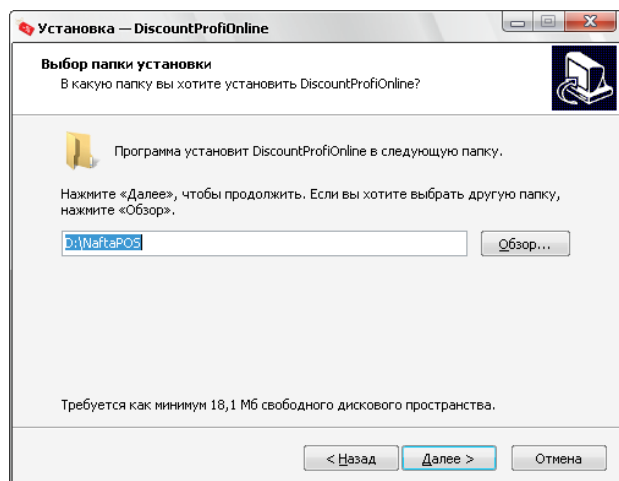 Установка — DiscountProfiOnline
Выбор папки установки
В какую папку вы хотите установить DiscountProfiOnline?
Программа установит DiscountProfiOnline в следующую папку.
Нажмите «Далее», чтобы продолжить. Если вы хотите выбрать другую папку,
нажмите «Обзор».
D:\NaftaPOS
Обзор...
Требуется как минимум 18,1 Мб свободного дискового пространства.
< Назад
Далее >
Отмена